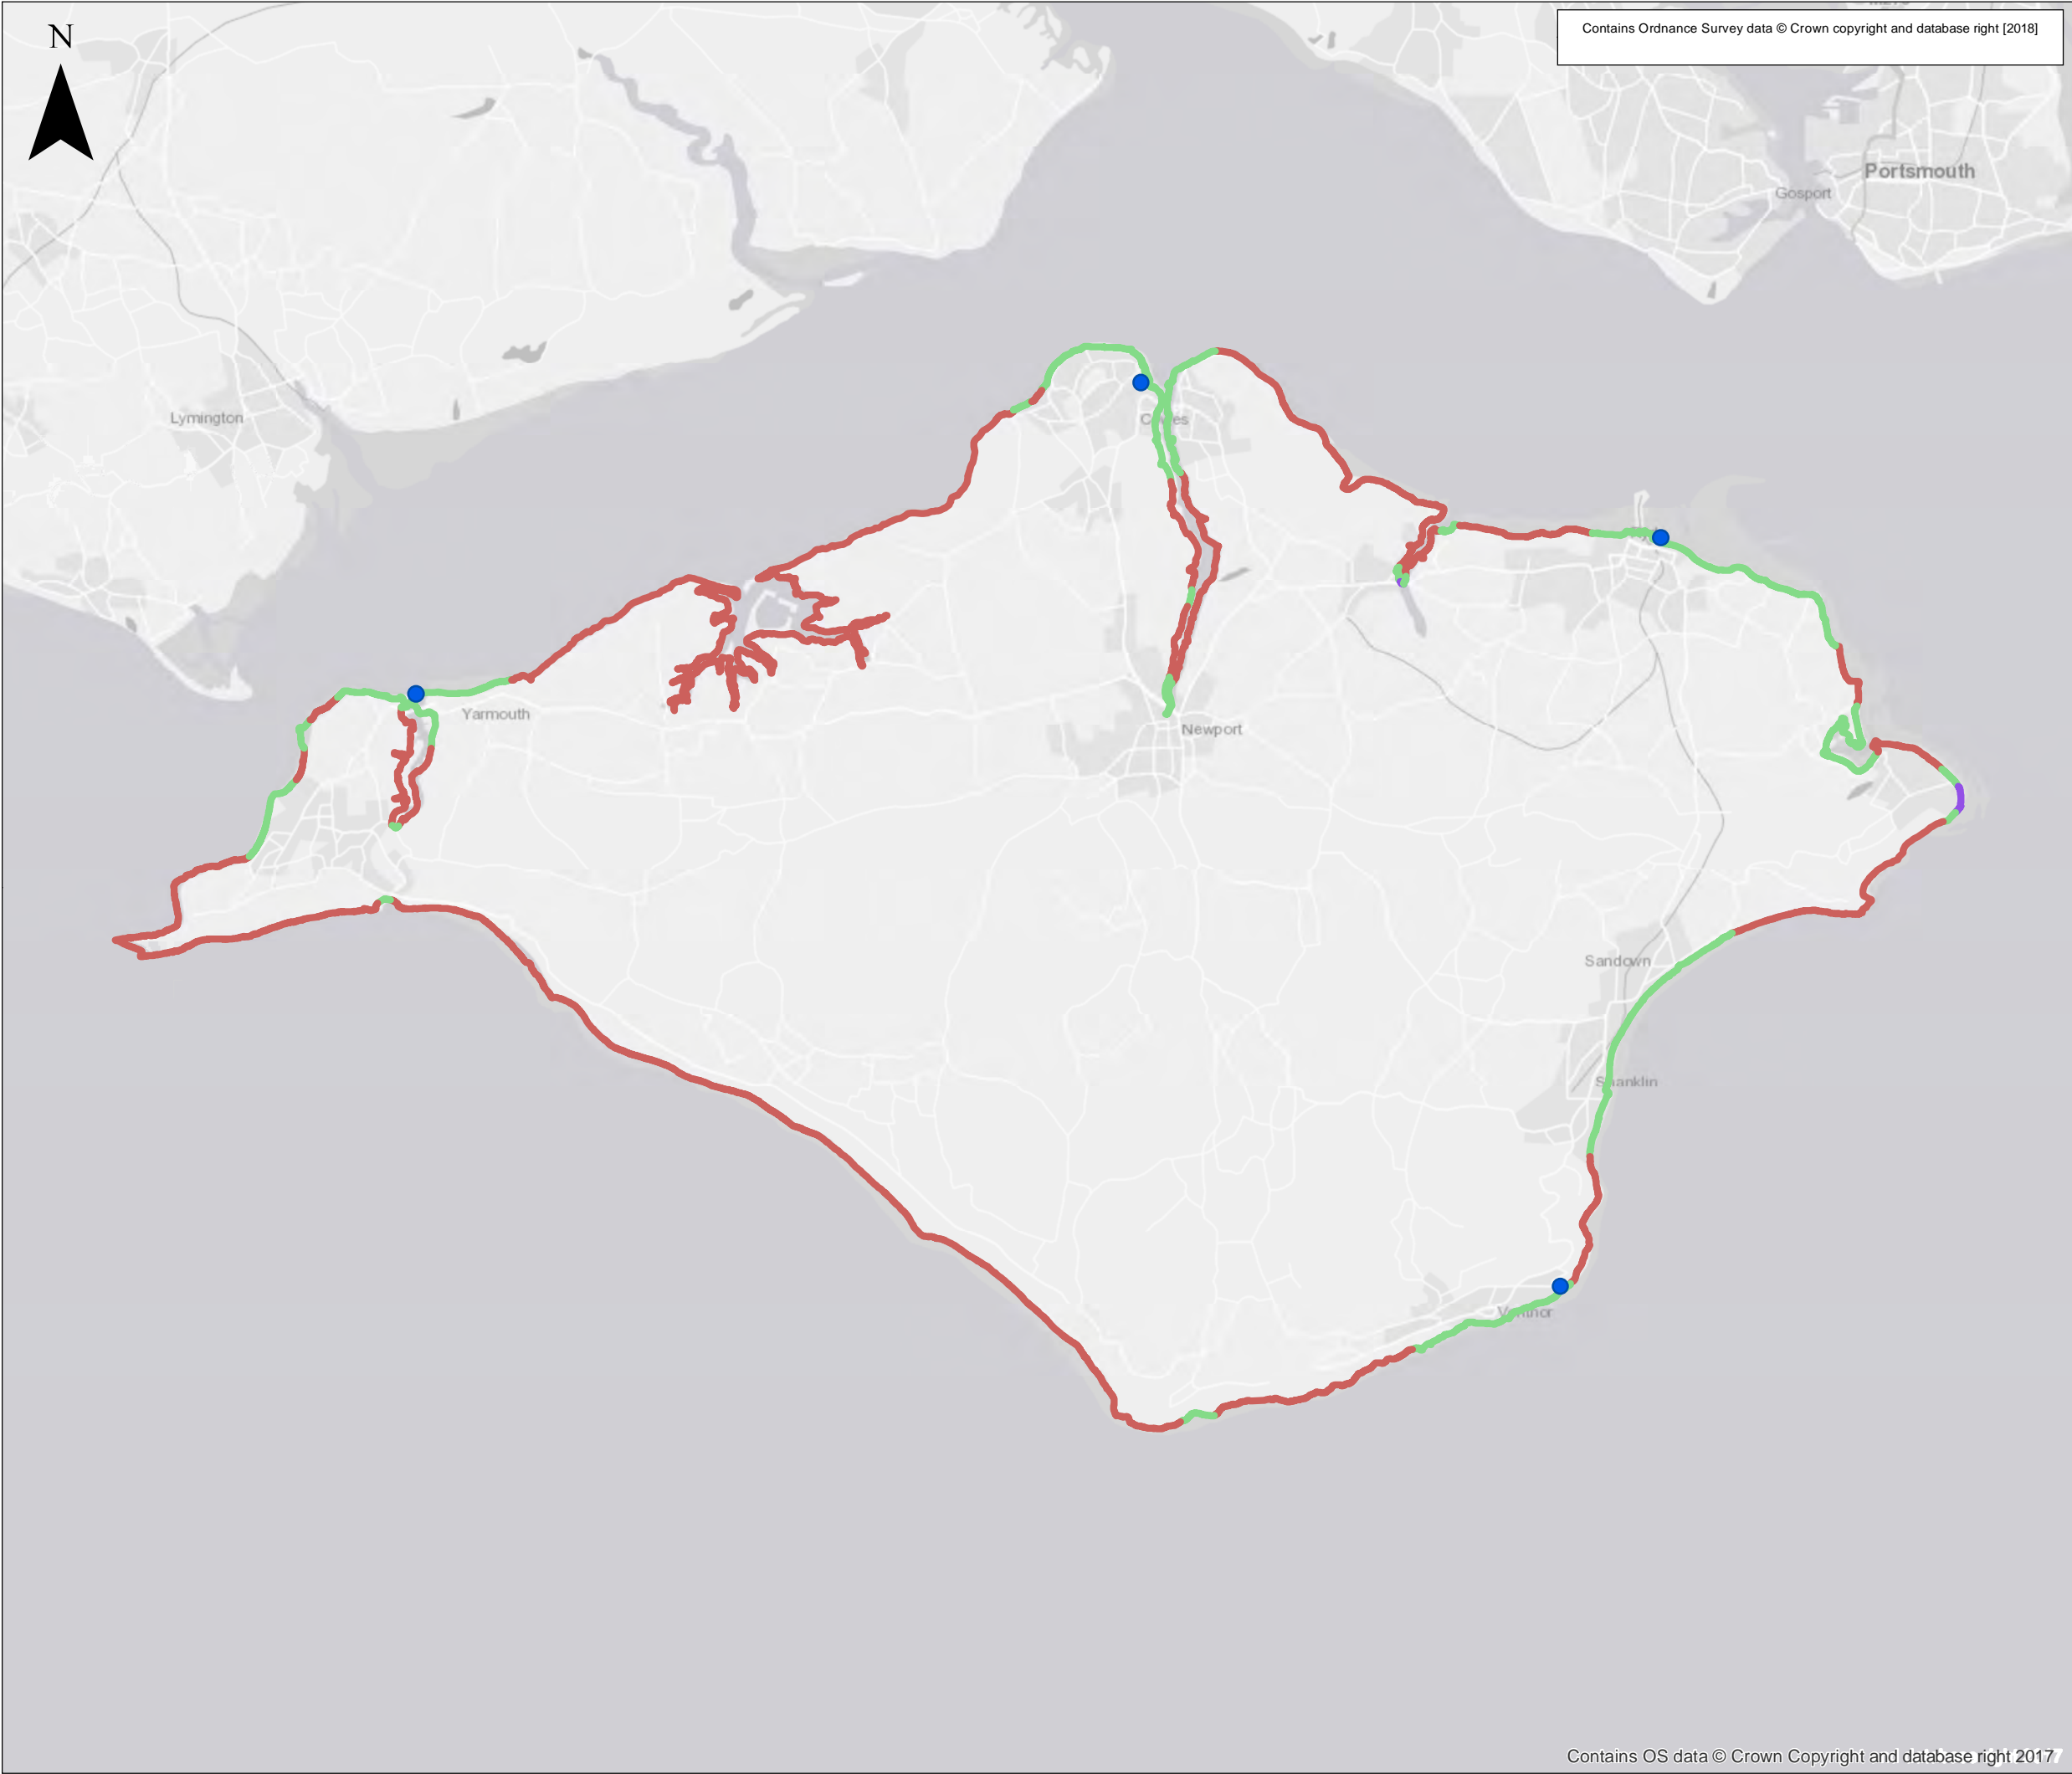 N
Contains Ordnance Survey data © Crown copyright and database right [2018]
Portsmouth
Gosport
Lymington
Yarmouth
Newport
Sandown
Shanklin
Contains OS data © Crown Copyright and database right 2017